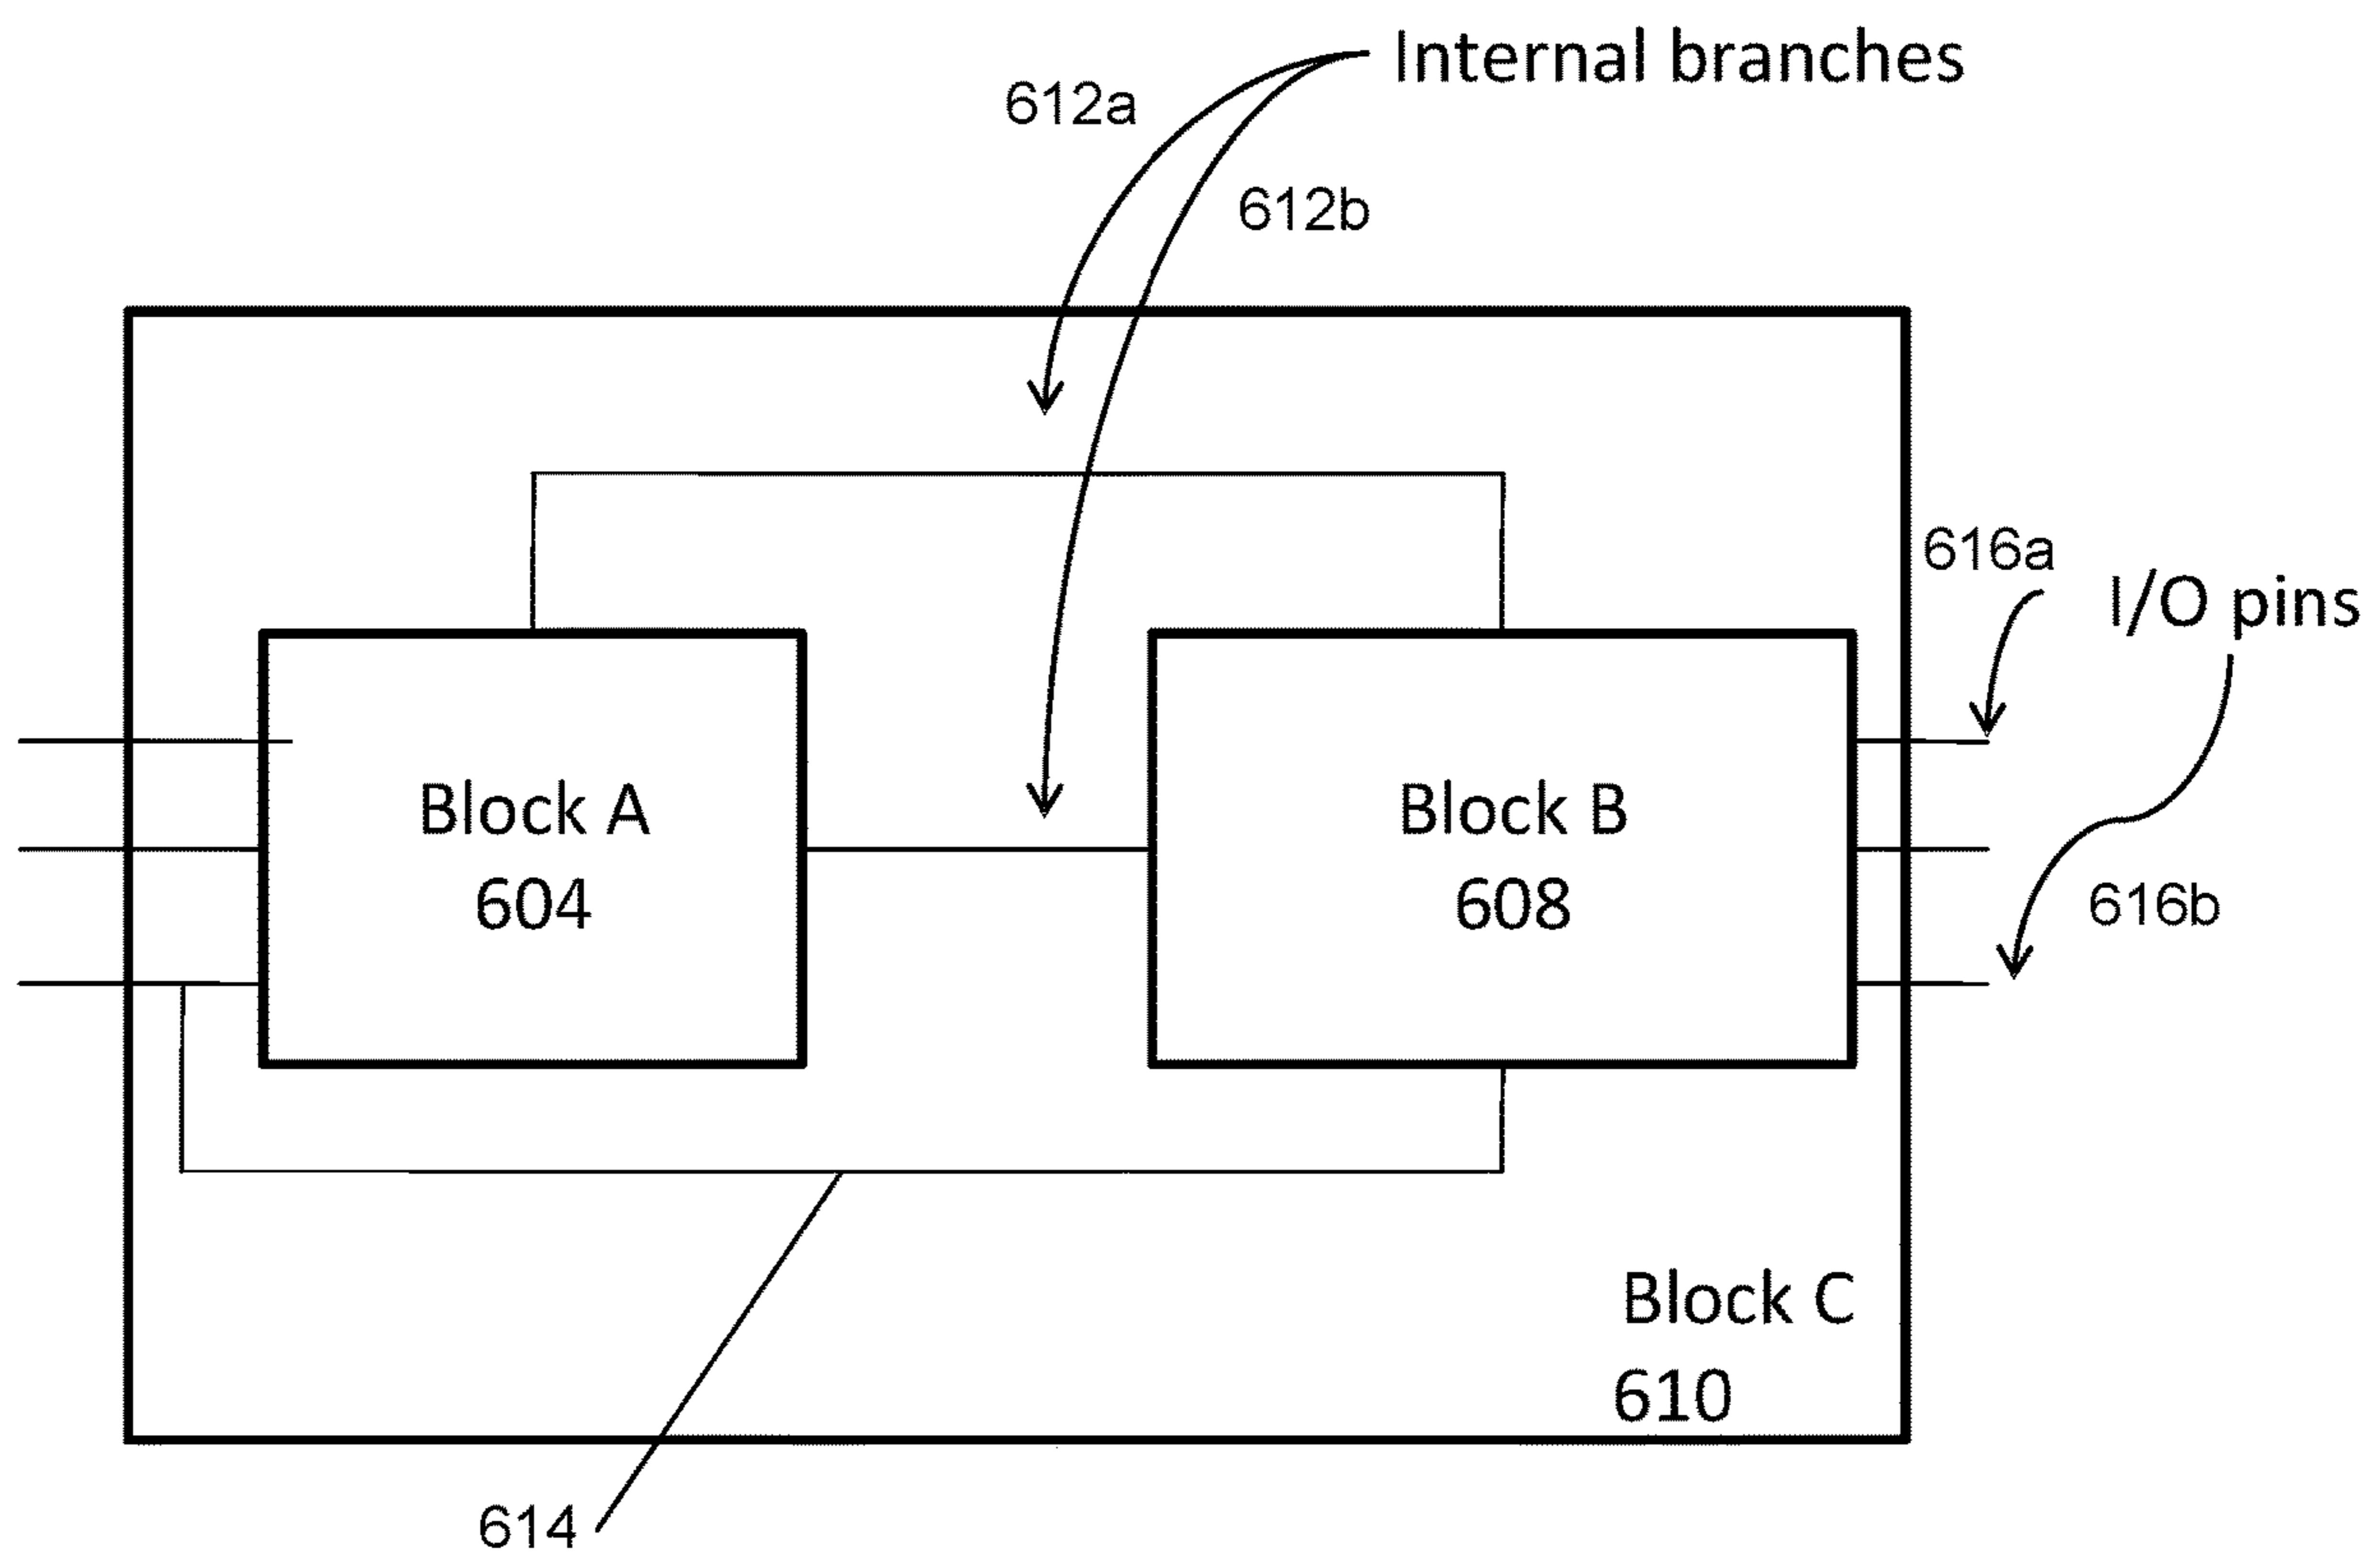 Internal branches
612a
612b
616a
I/O pins
Block A
604
Block B
608
616b
Block C
610
614